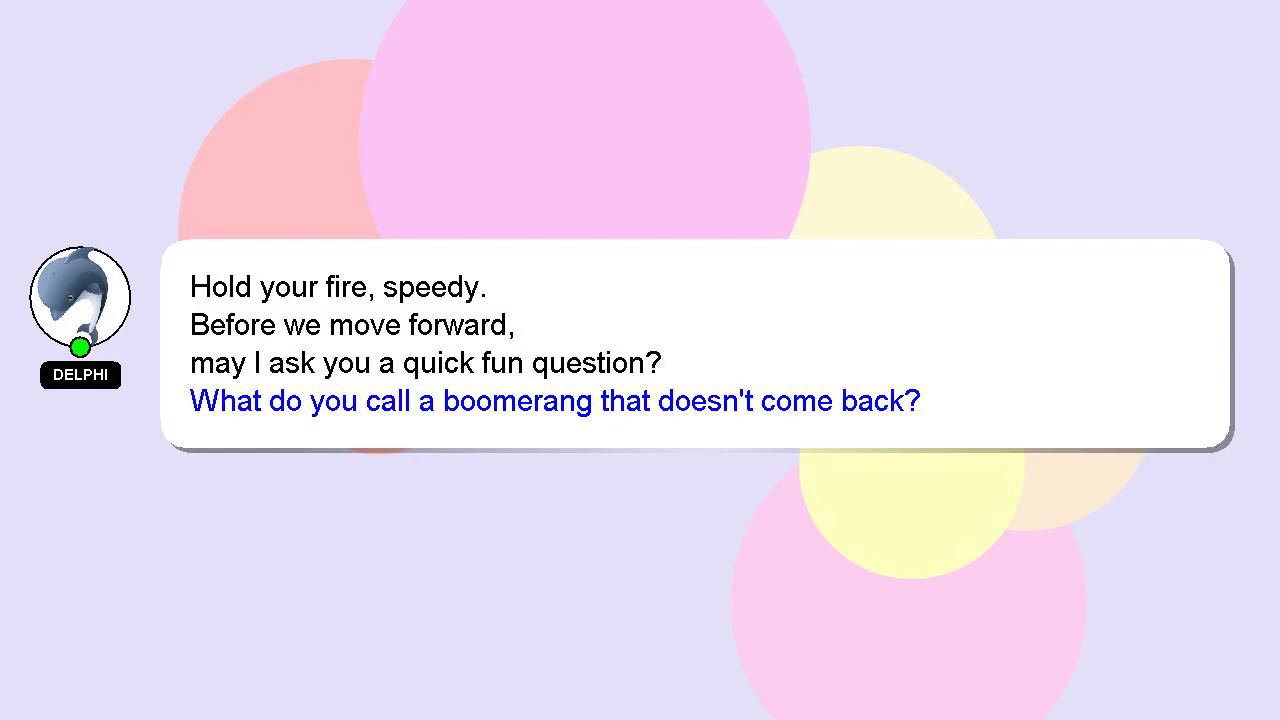 Hold your fire, speedy.
Before we move forward,
may I ask you a quick fun question?
What do you call a boomerang that doesn't come back?
DELPHI